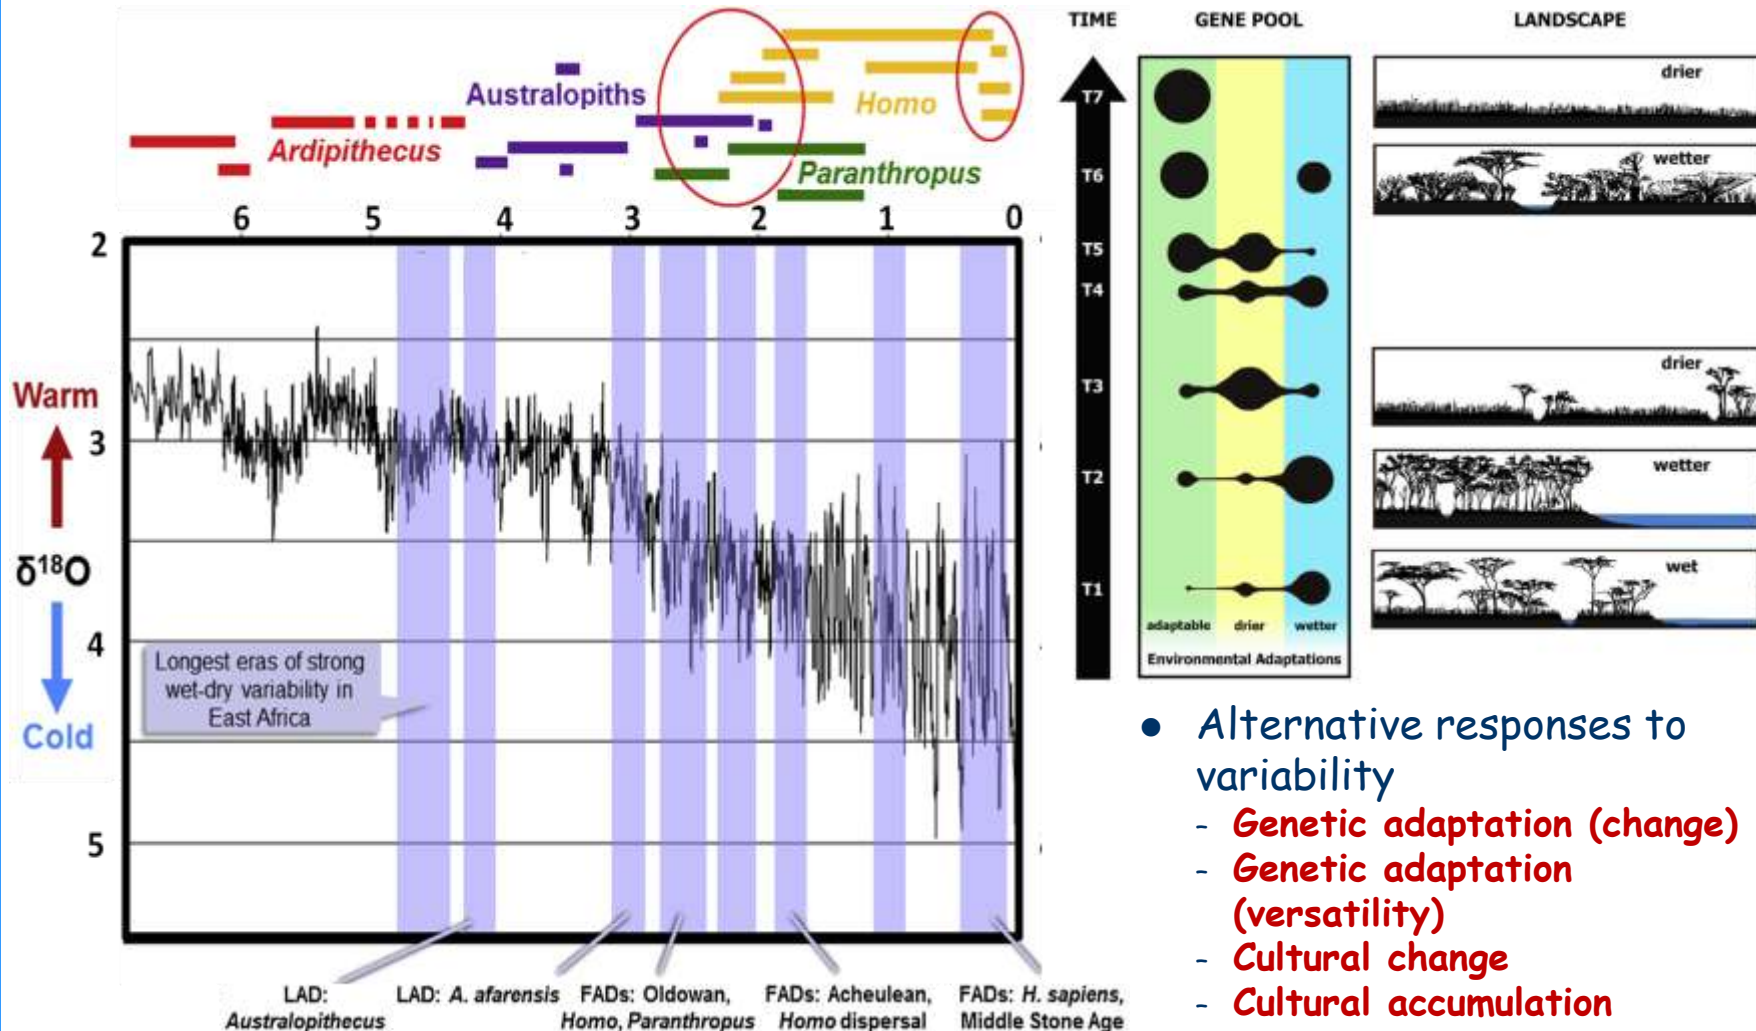 Australopiths
Homo
Ardipithecus
Paranthropus
6 5 4 3 2 1 0
2
3
4
5
Warm
δ¹⁸O
Cold
Longest eras of strong
wet-dry variability in
East Africa
LAD:
Australopithecus
LAD: A. afarensis
FADs: Oldowan,
Homo, Paranthropus
FADs: Acheulean,
Homo dispersal
FADs: H. sapiens,
Middle Stone Age
TIME GENE POOL LANDSCAPE
T7
T6
T5
T4
T3
T2
T1
adaptable drier wetter
Environmental Adaptations
drier
wetter
drier
wetter
wet
● Alternative responses to
variability
- Genetic adaptation (change)
- Genetic adaptation
(versatility)
- Cultural change
- Cultural accumulation